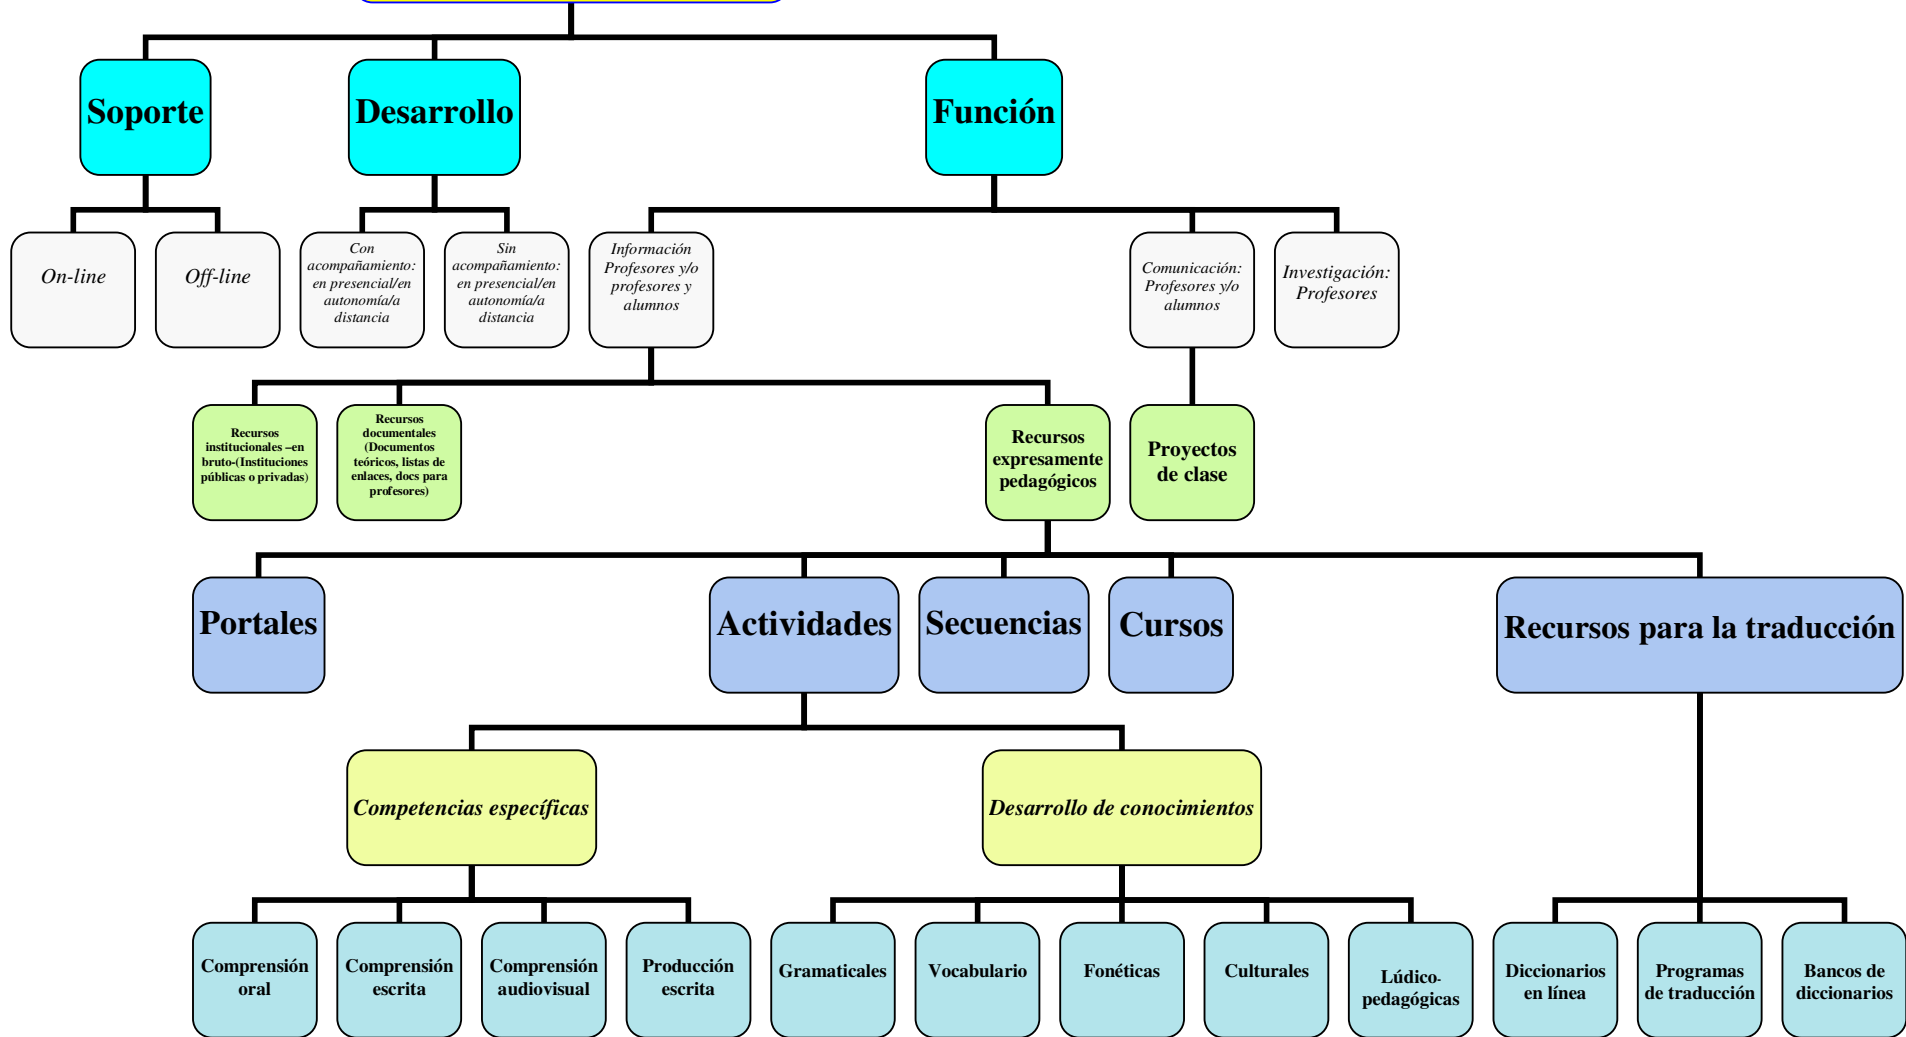 Soporte
Desarrollo
Función
On-line
Off-line
Con
acompañamiento:
en presencial/en
autonomía/a
distancia
Sin
acompañamiento:
en presencial/en
autonomía/a
distancia
Información
Profesores y/o
profesores y
alumnos
Comunicación:
Profesores y/o
alumnos
Investigación:
Profesores
Recursos
institucionales –en
bruto-(Instituciones
públicas o privadas)
Recursos
documentales
(Documentos
teóricos, listas de
enlaces, docs para
profesores)
Recursos
expresamente
pedagógicos
Proyectos
de clase
Portales
Actividades
Secuencias
Cursos
Recursos para la traducción
Competencias específicas
Desarrollo de conocimientos
Comprensión
oral
Comprensión
escrita
Comprensión
audiovisual
Producción
escrita
Gramaticales
Vocabulario
Fonéticas
Culturales
Lúdico-
pedagógicas
Diccionarios
en línea
Programas
de traducción
Bancos de
diccionarios